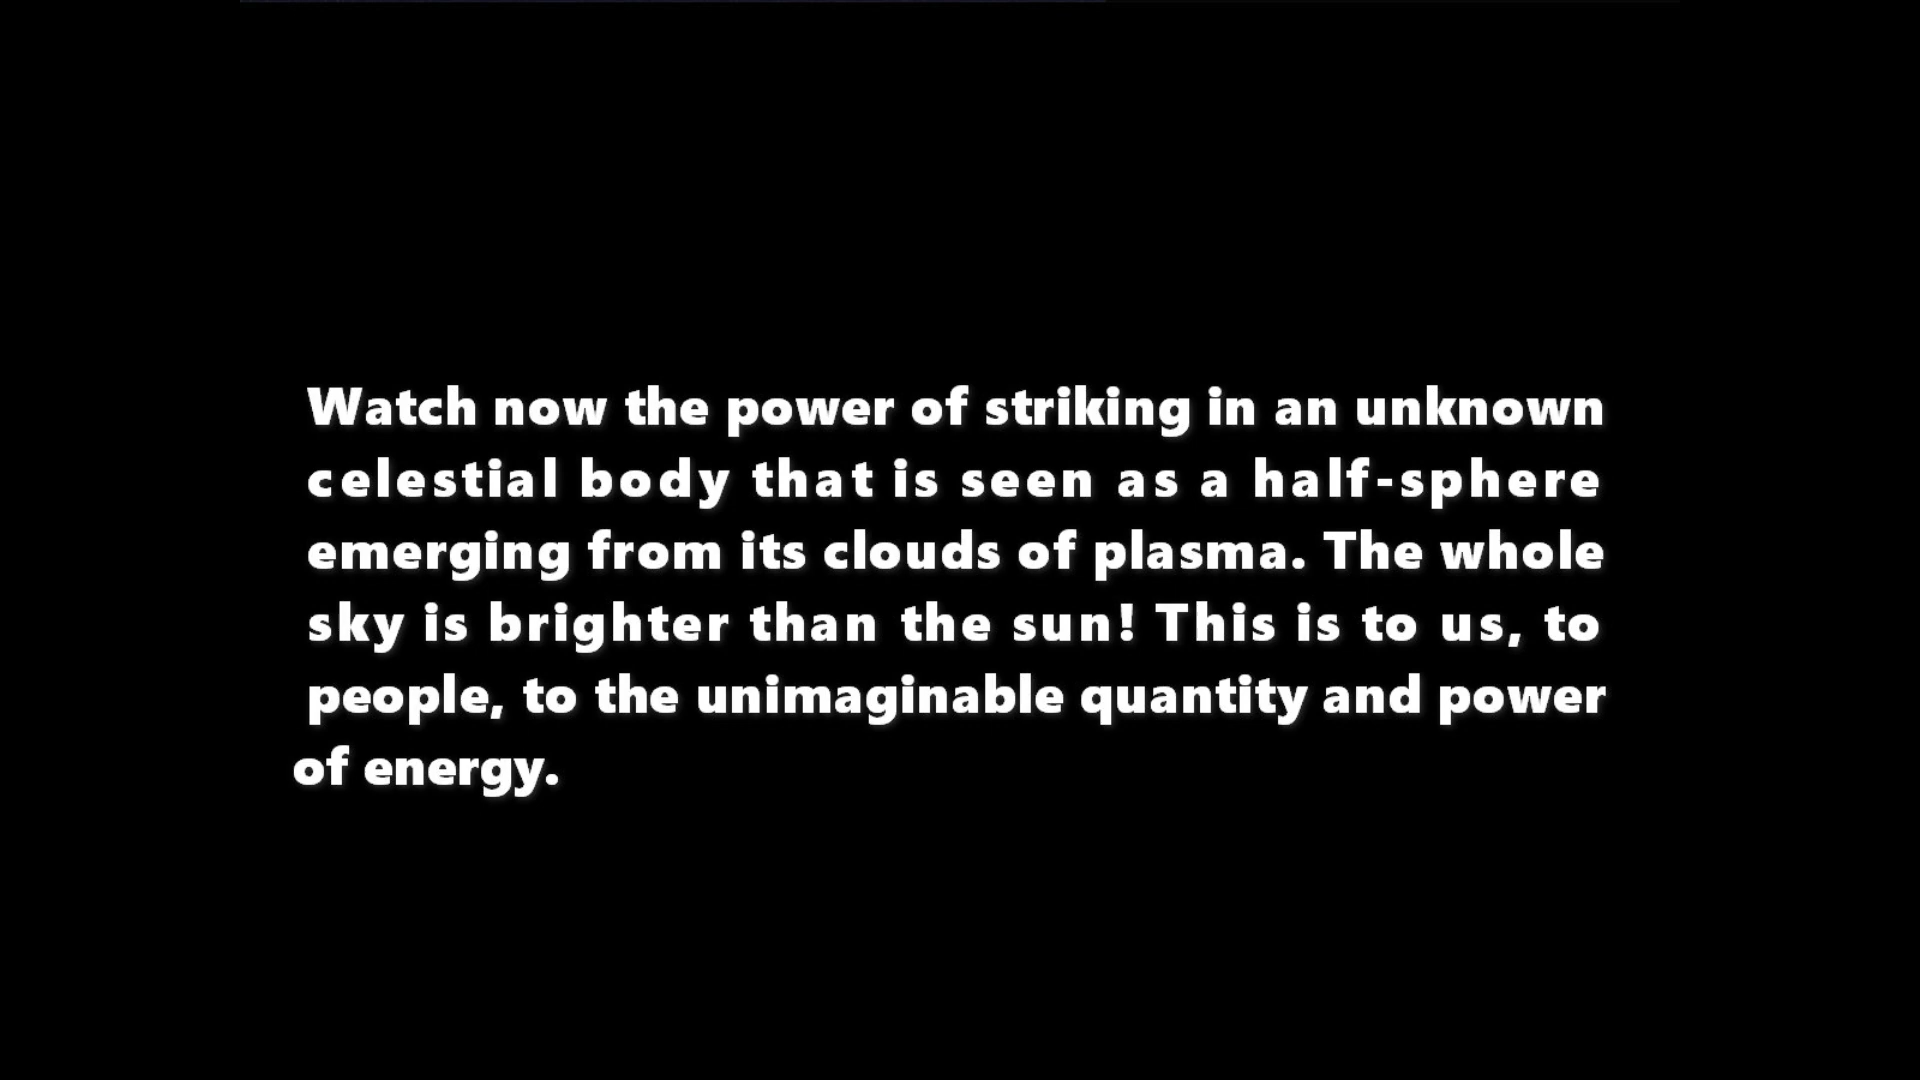 Watch now the power of striking in an unknown
celestial body that is seen as a half-sphere
emerging from its clouds of plasma. The whole
sky is brighter than the sun! This is to us, to
people, to the unimaginable quantity and power
of energy.